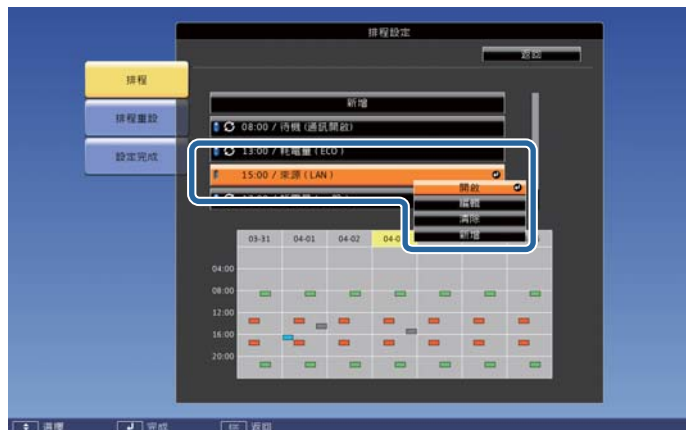 排程設定
返回
排程
新增
排程重設
08:00 / 待機 (通訊開啟)
設定完成
13:00 / 耗電量 ( ECO )
15:00 / 來源 ( LAN )
開啟
編輯
清除
新增
03-31 04-01 04-02
04:00
08:00
12:00
16:00
20:00
選擇 完成 返回